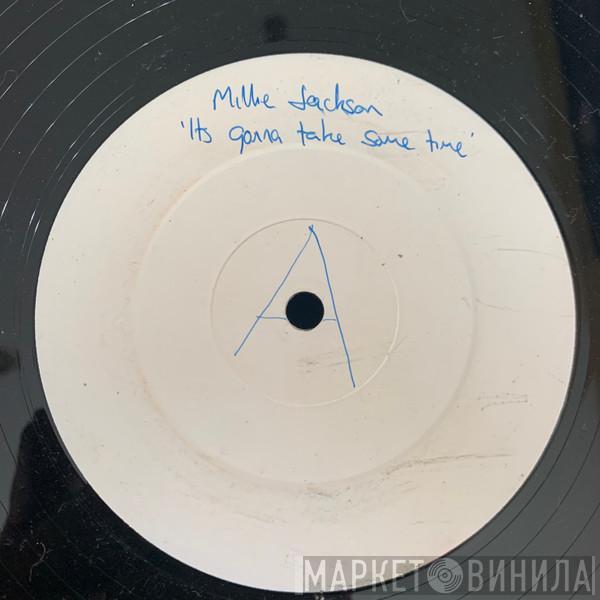 Millie Jackson
'Its gonna take some time'
A
МАРКЕТ ВИНИЛА